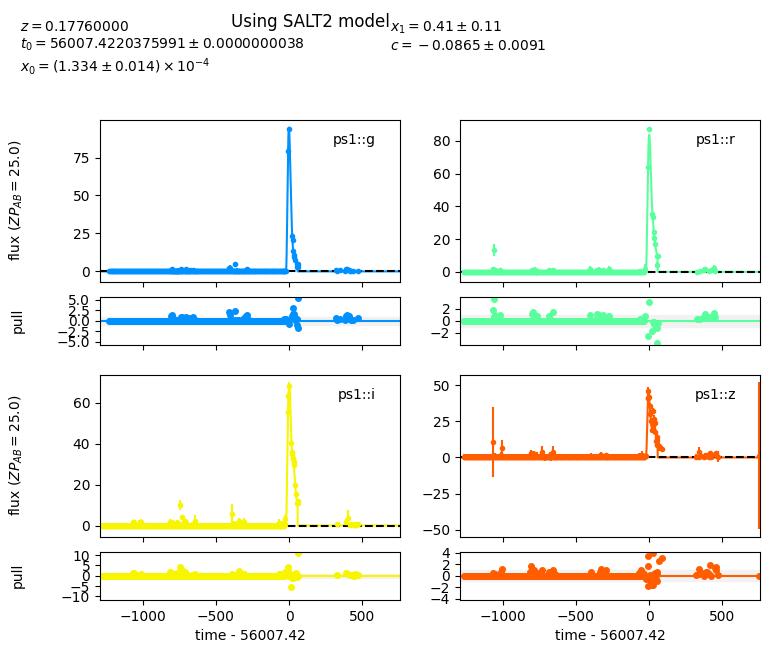 Using SALT2 model
z = 0.17760000
x₁ = 0.41 ± 0.11
t₀ = 56007.4220375991 ± 0.0000000038
c = −0.0865 ± 0.0091
x₀ = (1.334 ± 0.014) × 10⁻⁴
flux (ZP_AB = 25.0)
75
50
25
0
ps1::g
80
60
40
20
0
ps1::r
pull
5.0
2.5
0.0
−2.5
−5.0
2
0
−2
flux (ZP_AB = 25.0)
60
40
20
0
ps1::i
50
25
0
−25
−50
ps1::z
pull
10
5
0
−5
−10
4
2
0
−2
−4
−1000 −500 0 500
−1000 −500 0 500
time - 56007.42
time - 56007.42